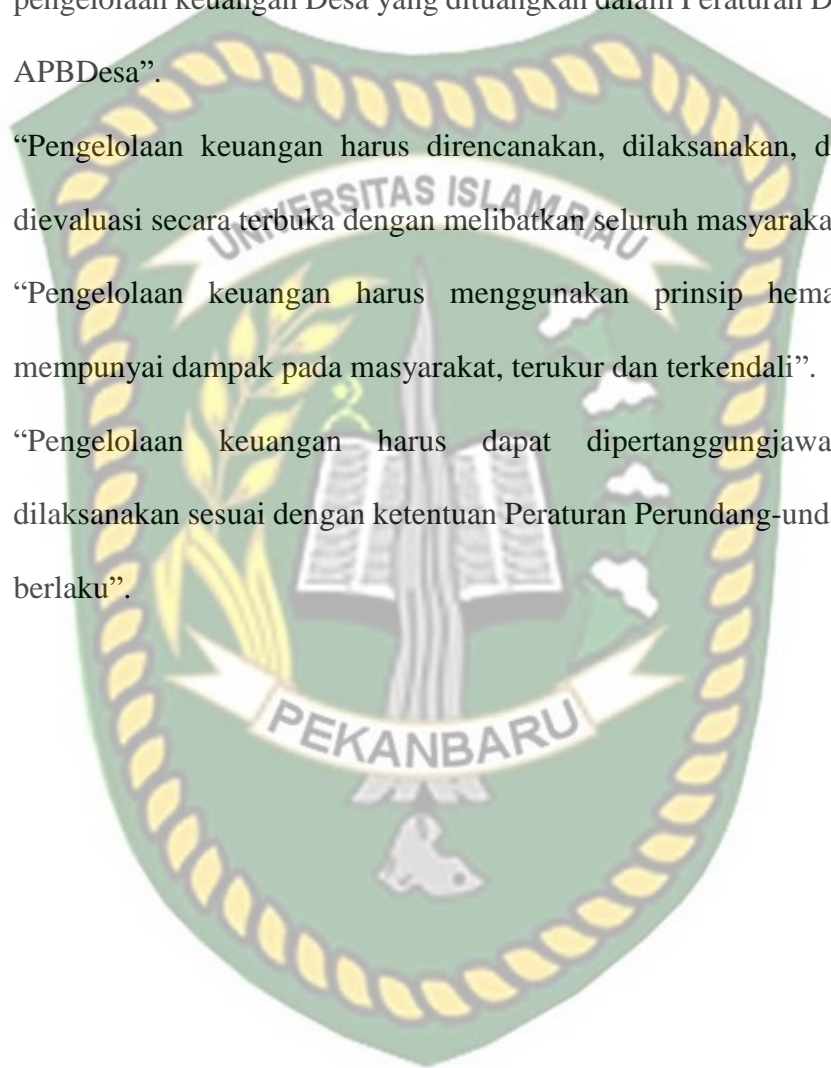 pengelolaan keuangan Desa yang dituangkan dalam Peraturan D
APBDesa”.
“Pengelolaan keuangan harus direncanakan, dilaksanakan, d
dievaluasi secara terbuka dengan melibatkan seluruh masyaraka
“Pengelolaan keuangan harus menggunakan prinsip hema
mempunyai dampak pada masyarakat, terukur dan terkendali”.
“Pengelolaan keuangan harus dapat dipertanggungjawa
dilaksanakan sesuai dengan ketentuan Peraturan Perundang-und
berlaku”.
UNIVERSITAS ISLAM RIAU
PEKANBARU